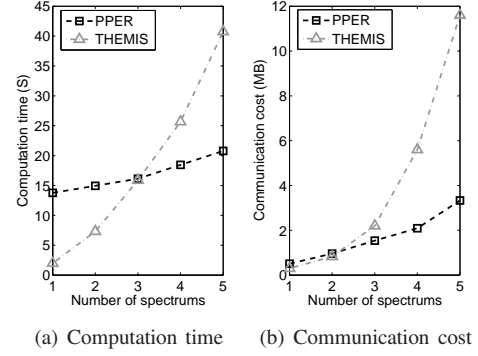 PPER
THEMIS
45
40
35
30
25
20
15
10
5
0
Computation time (S)
1 2 3 4 5
Number of spectrums
(a) Computation time
PPER
THEMIS
12
10
8
6
4
2
0
Communication cost (MB)
1 2 3 4 5
Number of spectrums
(b) Communication cost